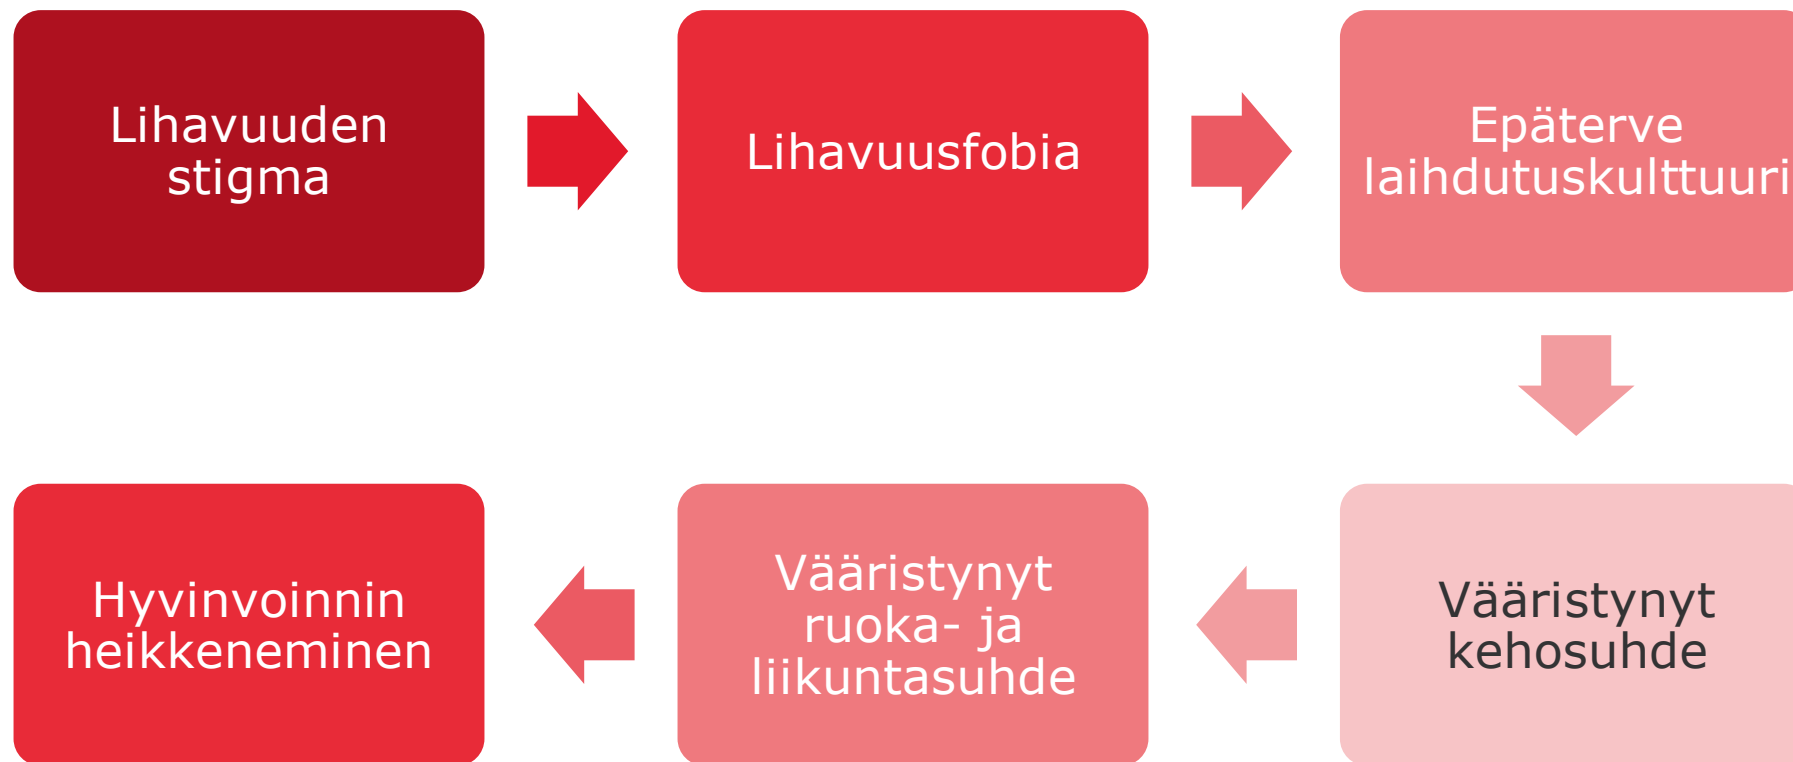 Lihavuuden
stigma
Lihavuusfobia
Epäterve
laihdutuskulttuuri
Vääristynyt
kehosuhde
Vääristynyt
ruoka- ja
liikuntasuhde
Hyvinvoinnin
heikkeneminen